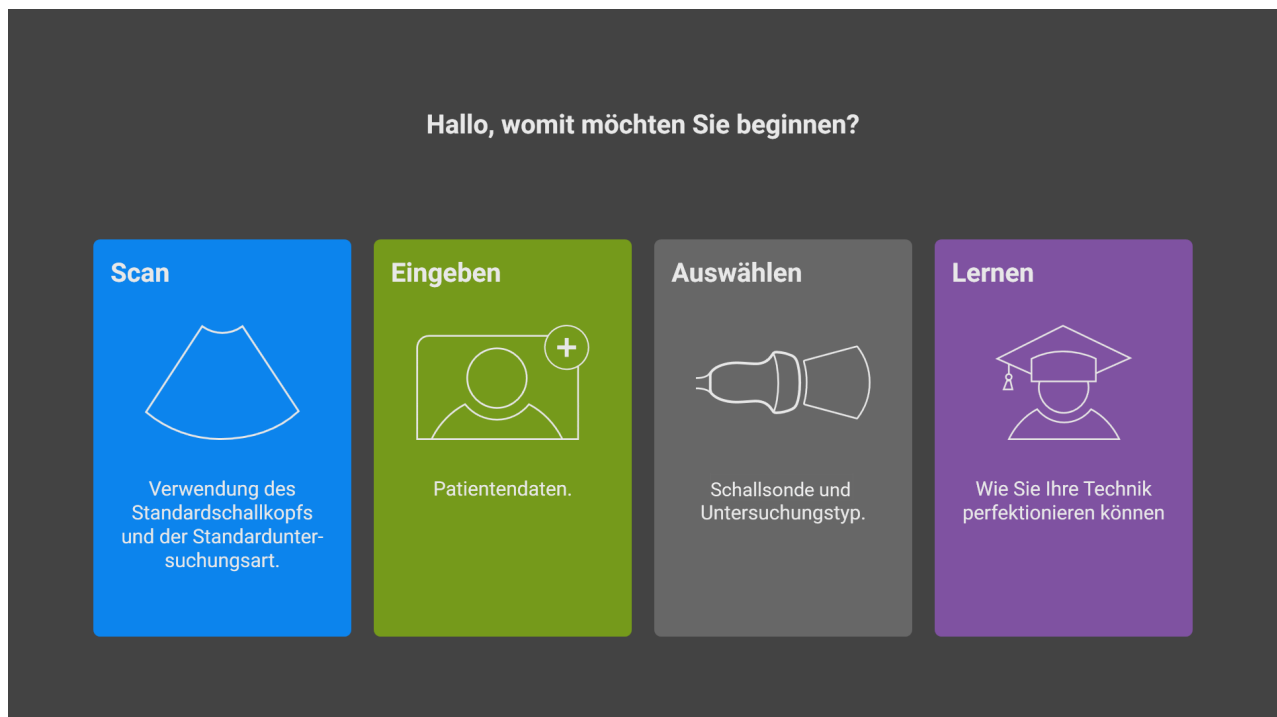 Hallo, womit möchten Sie beginnen?
Scan
Verwendung des
Standardschallkopfs
und der Standardunter-
suchungsart.
Eingeben
Patientendaten.
Auswählen
Schallsonde und
Untersuchungstyp.
Lernen
Wie Sie Ihre Technik
perfektionieren können